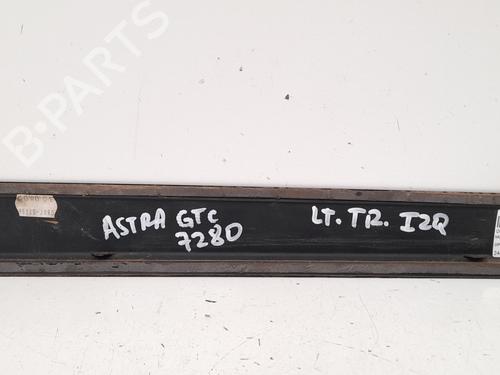 B-PARTS
ASTRA GTC LT. TR. IZQ
7280